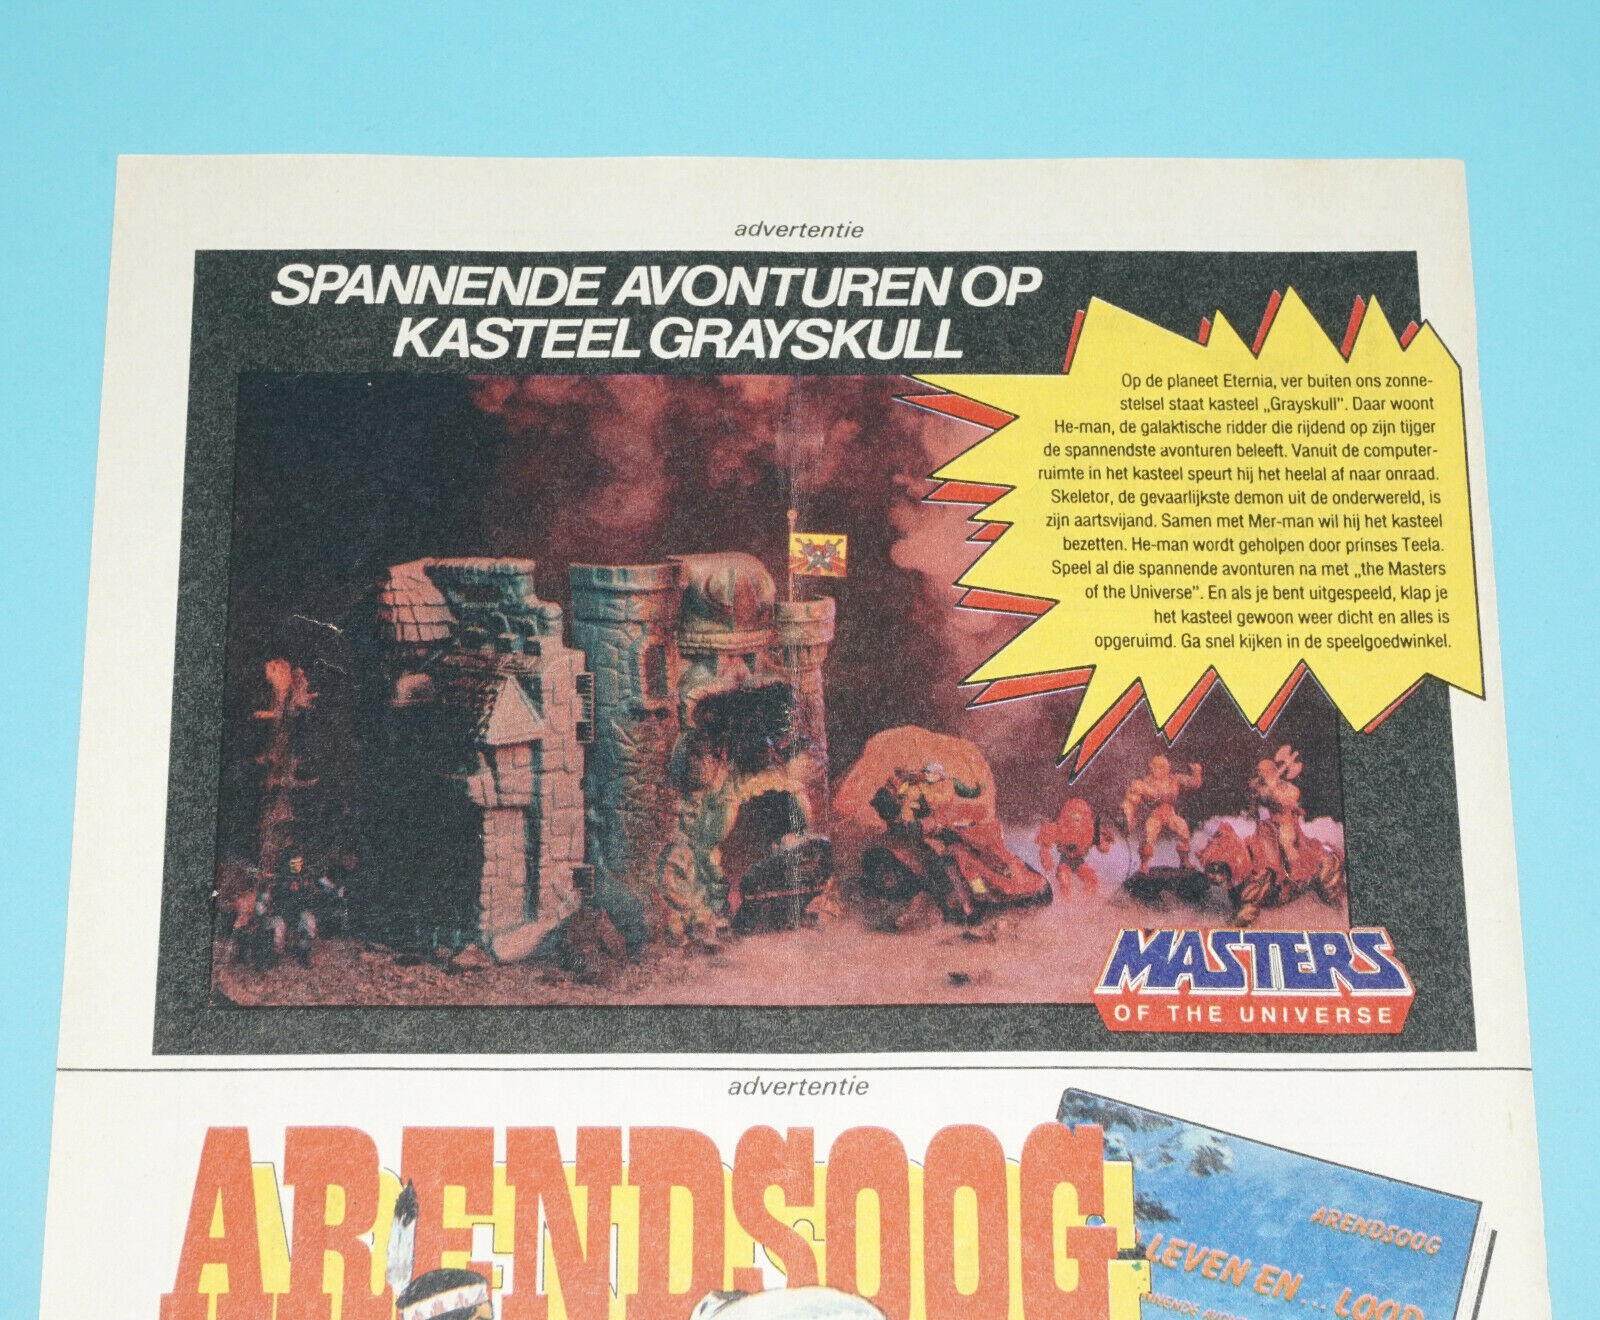 advertentie
SPANNENDE AVONTUREN OP
KASTEEL GRAYSKULL
Op de planeet Eternia, ver buiten ons zonne-
stelsel staat kasteel „Grayskull”. Daar woont
He-man, de galaktische ridder die rijdend op zijn tijger
de spannendste avonturen beleeft. Vanuit de computer-
ruimte in het kasteel speurt hij het heelal af naar onraad.
Skeletor, de gevaarlijkste demon uit de onderwereld, is
zijn aartsvijand. Samen met Mer-man wil hij het kasteel
bezetten. He-man wordt geholpen door prinses Teela.
Speel al die spannende avonturen na met „the Masters
of the Universe”. En als je bent uitgespeeld, klap je
het kasteel gewoon weer dicht en alles is
opgeruimd. Ga snel kijken in de speelgoedwinkel.
MASTERS
OF THE UNIVERSE
advertentie
ARENDSOOG
ARENDSOOG
LEVEN EN... LOOD